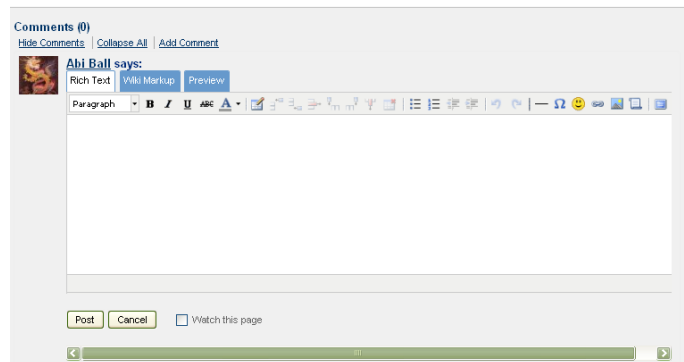 Comments (0)
Hide Comments | Collapse All | Add Comment
Abi Ball says:
Rich Text Wiki Markup Preview
Paragraph B I U ABC A
Post Cancel Watch this page